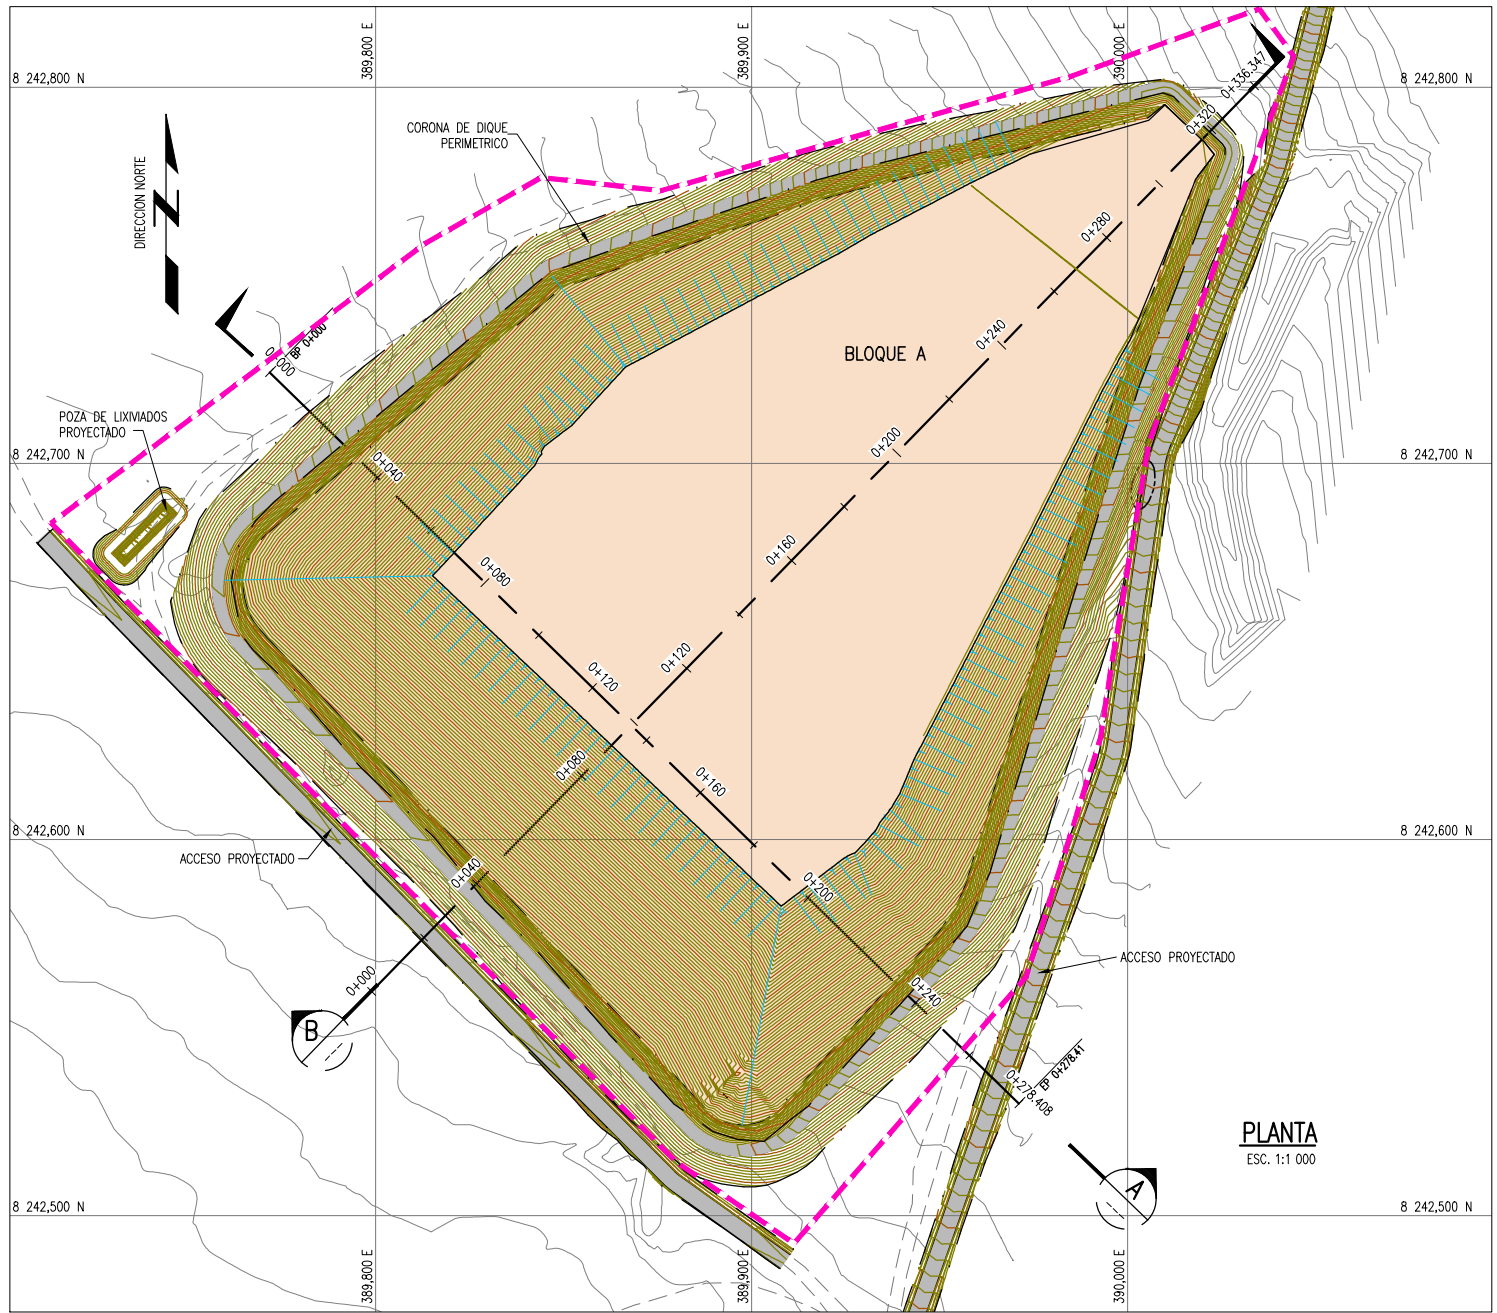 389,800 E
389,900 E
390,000 E
8 242,800 N
8 242,800 N
0+336.347
0+320
CORONA DE DIQUE
PERIMETRICO
DIRECCION NORTE
N
0+280
0+000
BP 0+000
0+240
BLOQUE A
POZA DE LIXIVIADOS
PROYECTADO
0+200
8 242,700 N
8 242,700 N
0+040
0+160
0+080
0+120
0+120
0+080
0+160
8 242,600 N
8 242,600 N
ACCESO PROYECTADO
0+040
0+200
ACCESO PROYECTADO
0+000
0+240
B
EP 0+278.41
0+278.408
PLANTA
ESC. 1:1 000
A
8 242,500 N
8 242,500 N
389,800 E
389,900 E
390,000 E